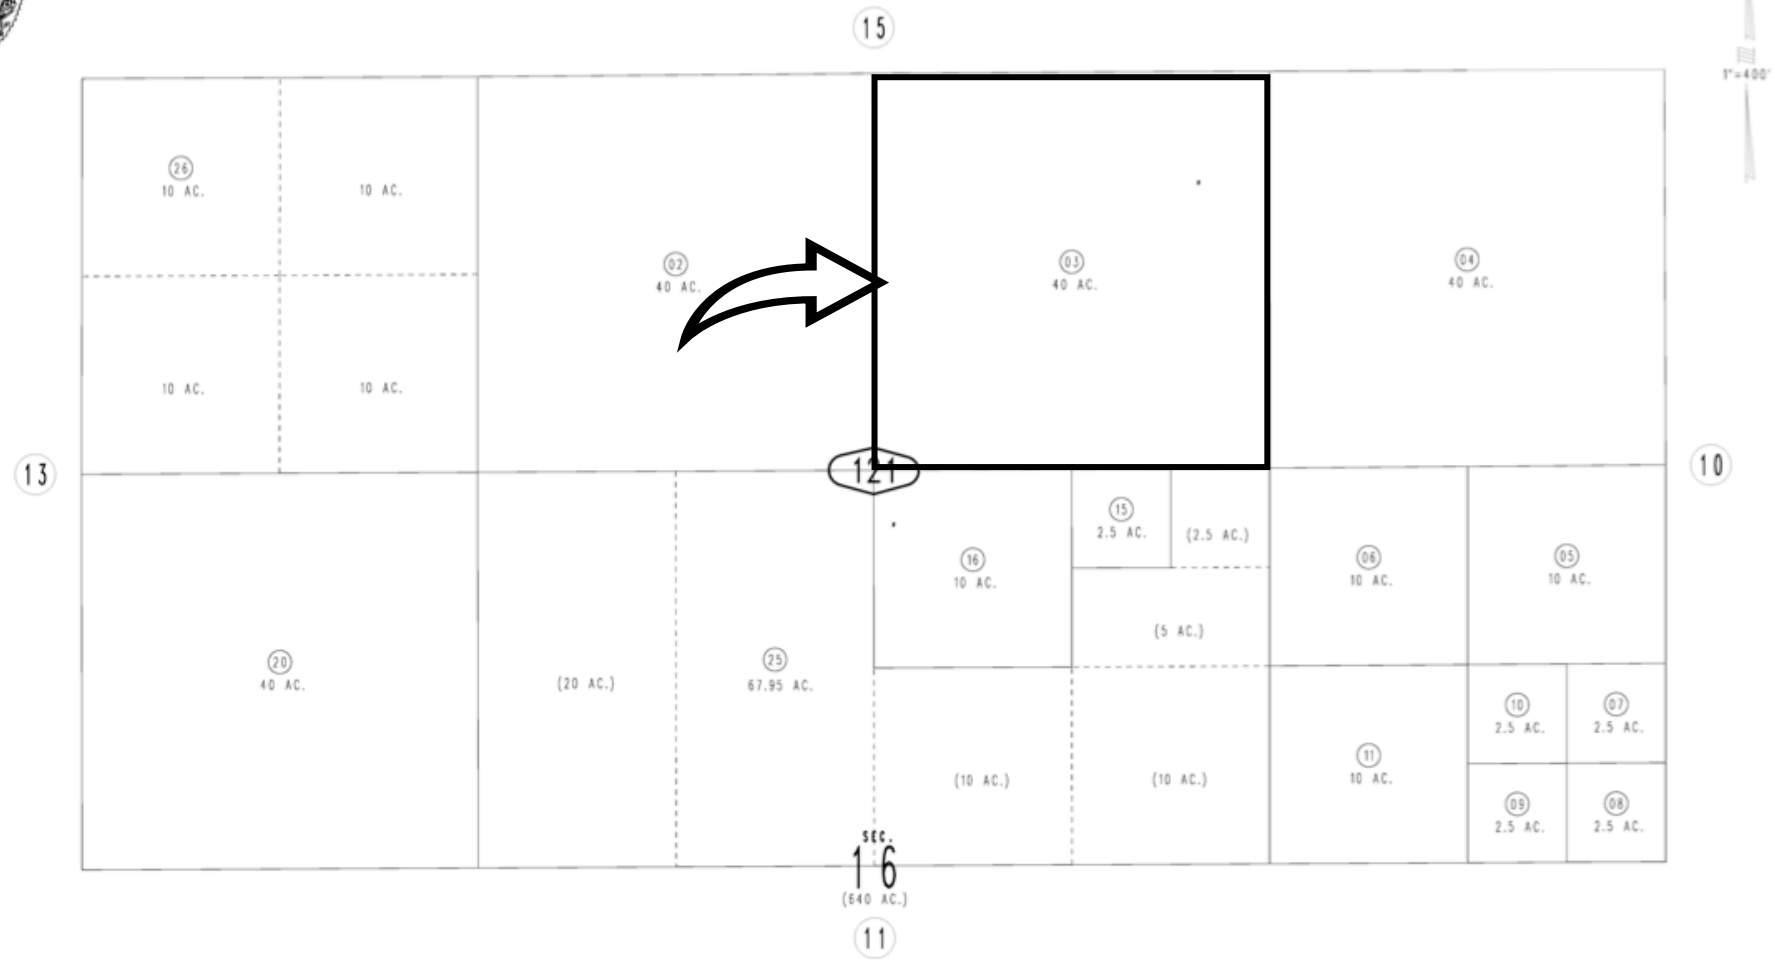 15
1"=400'
26
10 AC.
10 AC.
02
40 AC.
03
40 AC.
04
40 AC.
10 AC.
10 AC.
13
121
10
15
2.5 AC.
(2.5 AC.)
16
10 AC.
06
10 AC.
05
10 AC.
(5 AC.)
20
40 AC.
(20 AC.)
25
67.95 AC.
10
2.5 AC.
07
2.5 AC.
(10 AC.)
(10 AC.)
11
10 AC.
09
2.5 AC.
08
2.5 AC.
SEC.
16
(640 AC.)
11